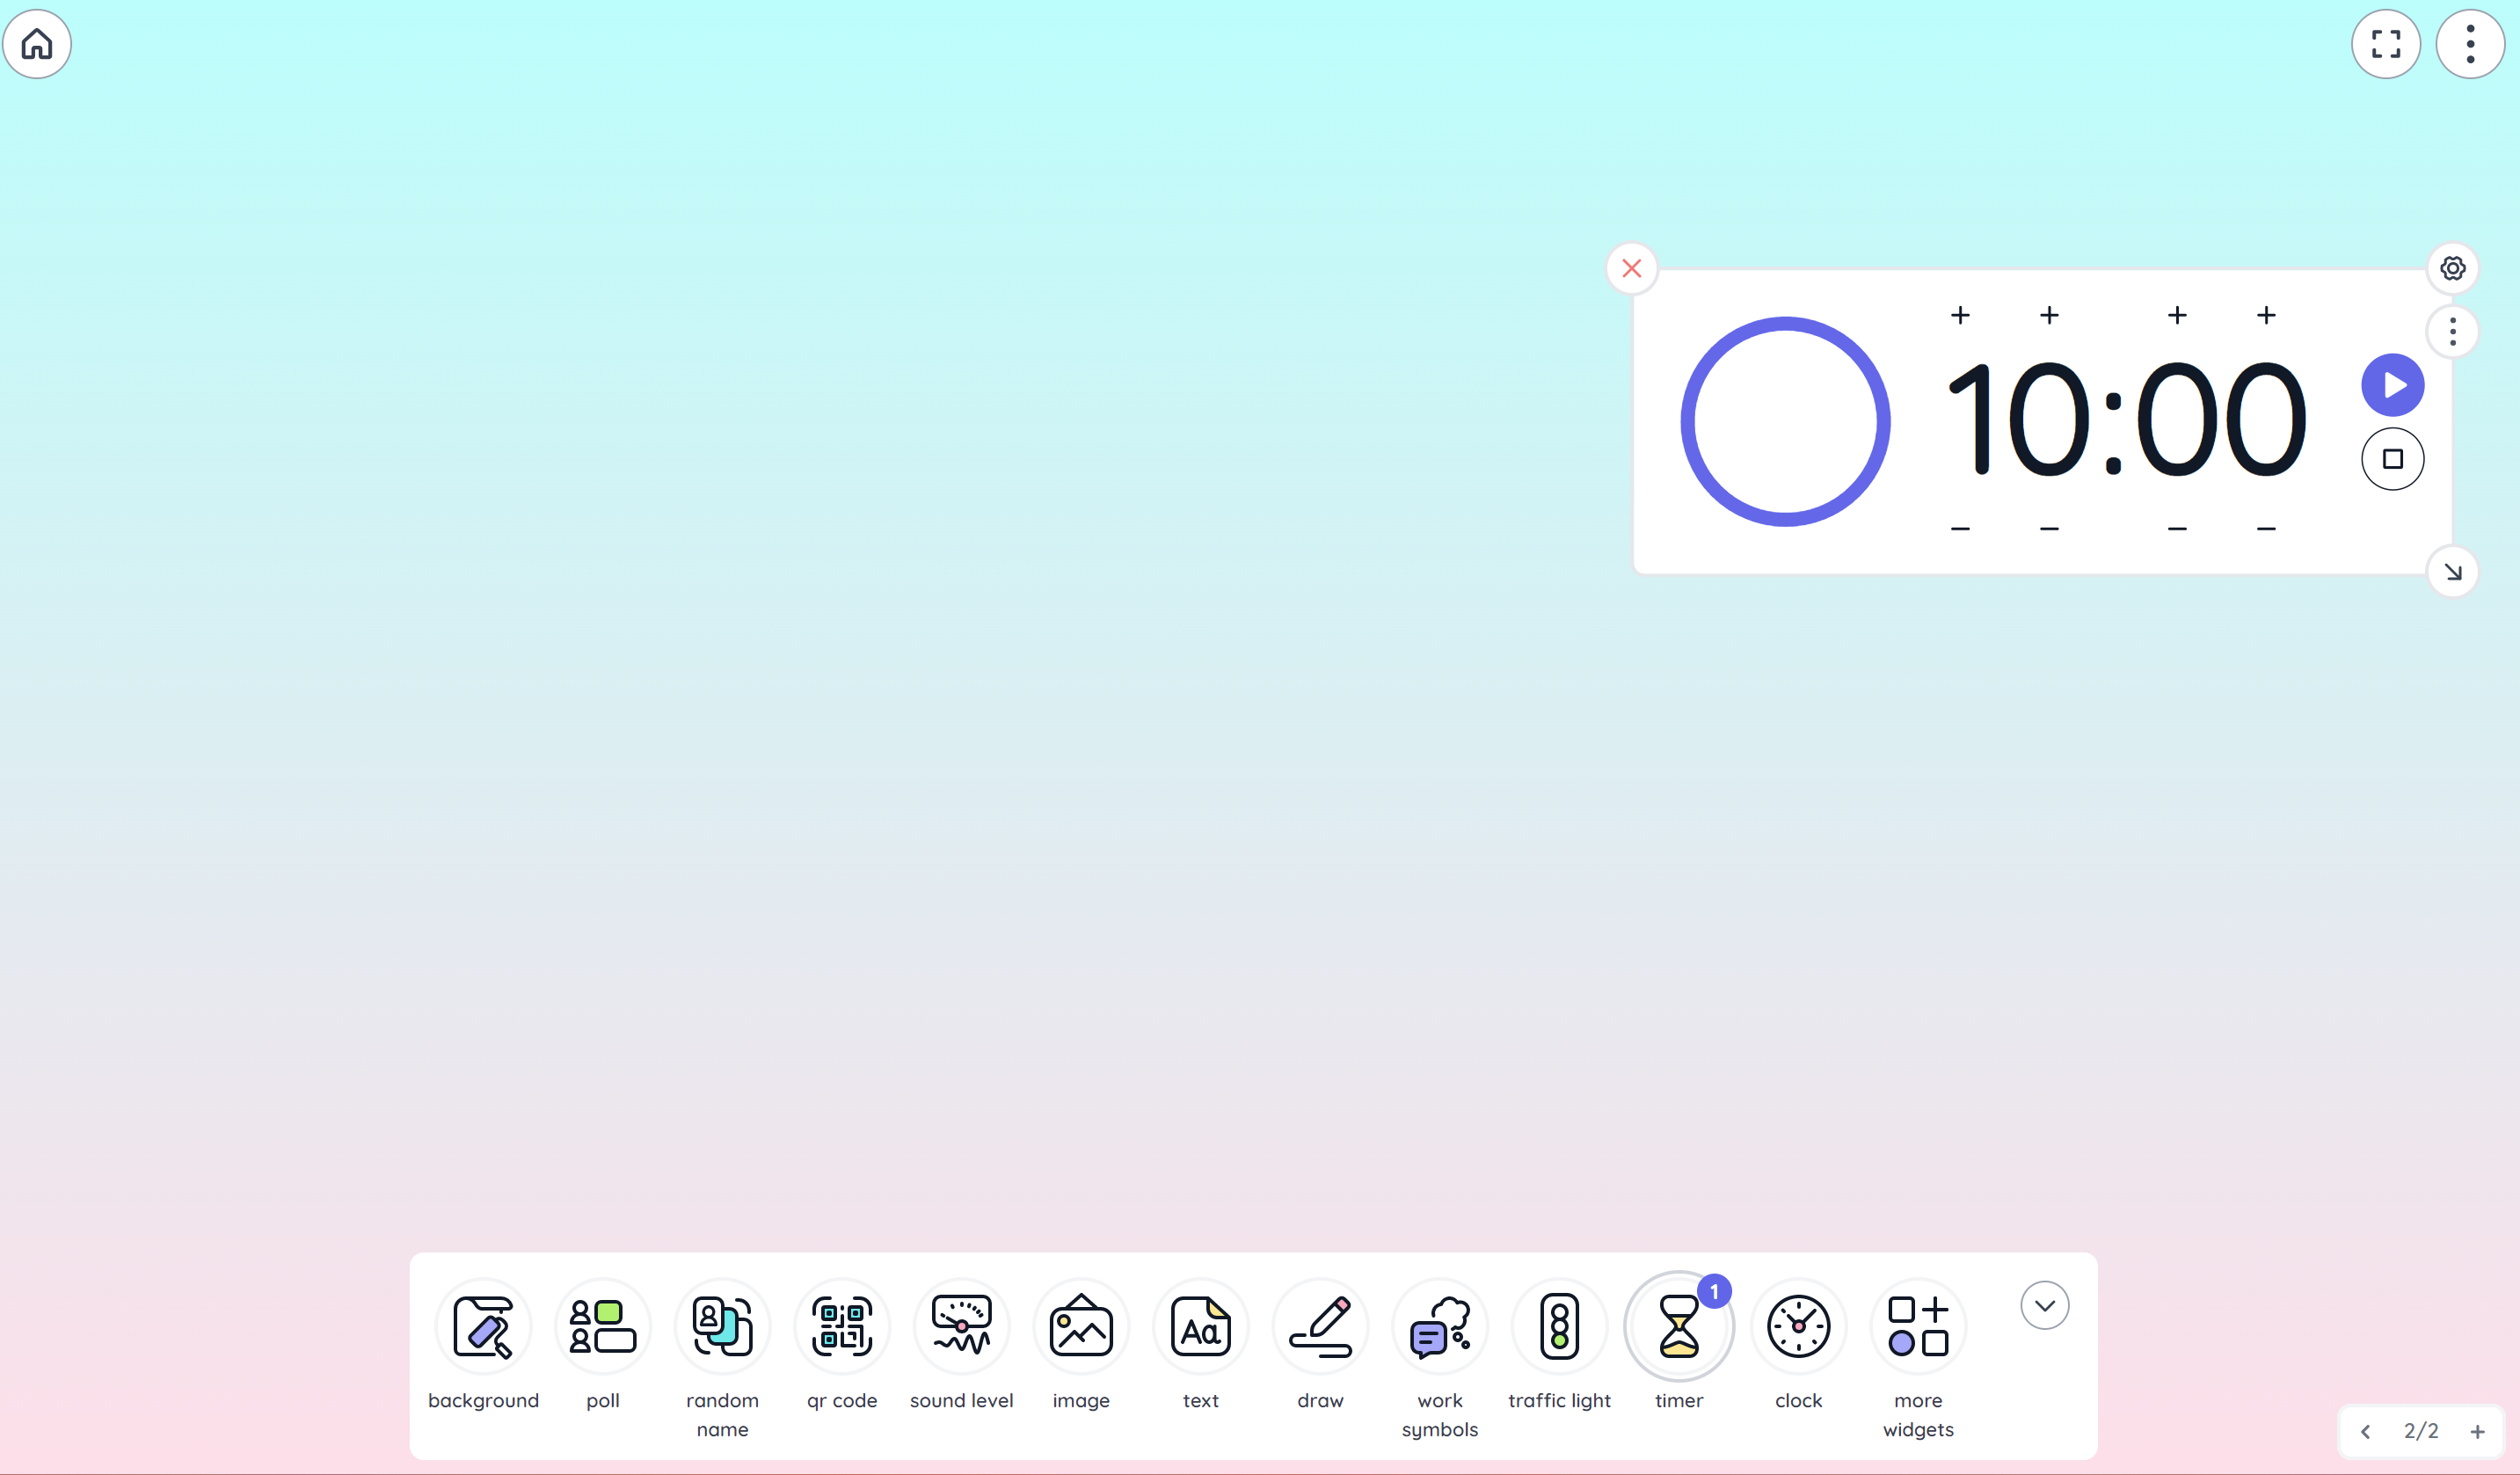 10:00
1
background
poll
random
name
qr code
sound level
image
Aa
text
draw
work
symbols
traffic light
timer
clock
more
widgets
2/2